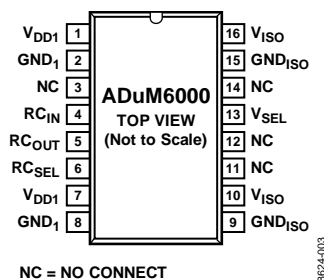 VDD1 1 16 VISO
GND1 2 15 GNDISO
NC 3 14 NC
RCIN 4 13 VSEL
RCOUT 5 12 NC
RCSEL 6 11 NC
VDD1 7 10 VISO
GND1 8 9 GNDISO
ADuM6000
TOP VIEW
(Not to Scale)
NC = NO CONNECT